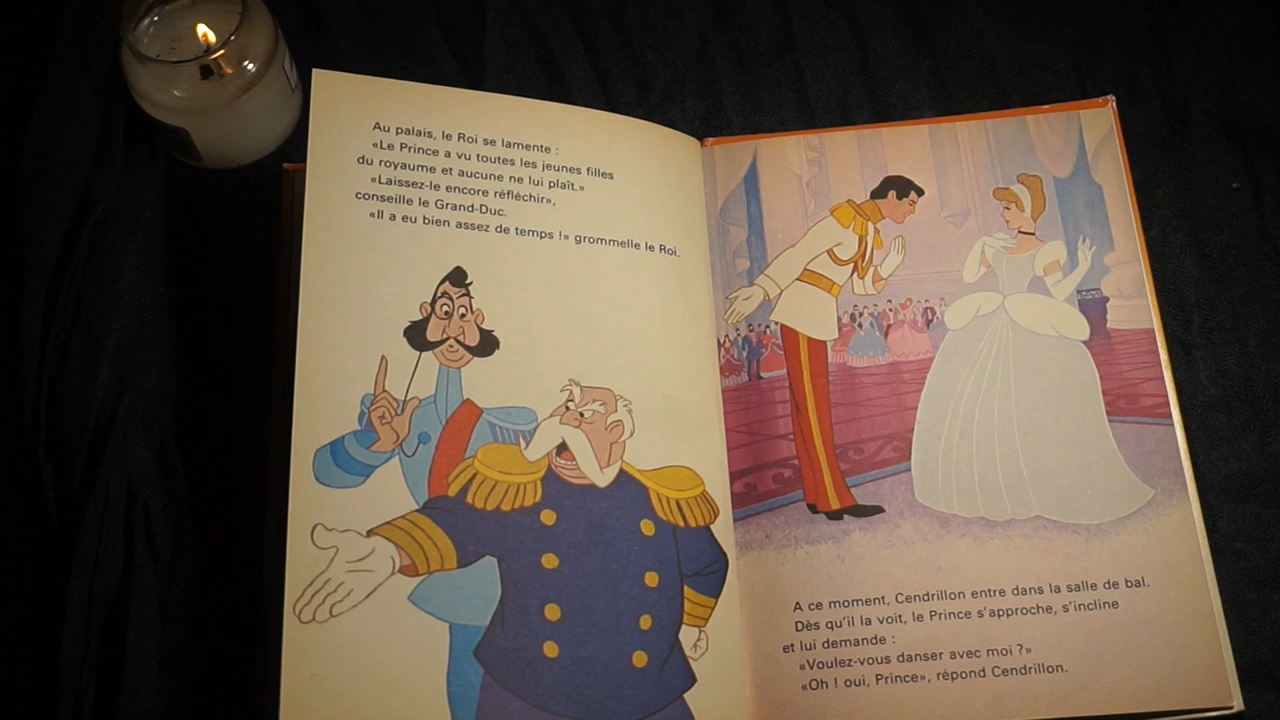 Au palais, le Roi se lamente :
«Le Prince a vu toutes les jeunes filles
du royaume et aucune ne lui plaît.»
«Laissez-le encore réfléchir»,
conseille le Grand-Duc.
«Il a eu bien assez de temps !» grommelle le Roi.
A ce moment, Cendrillon entre dans la salle de bal.
Dès qu'il la voit, le Prince s'approche, s'incline
et lui demande :
«Voulez-vous danser avec moi ?»
«Oh ! oui, Prince», répond Cendrillon.